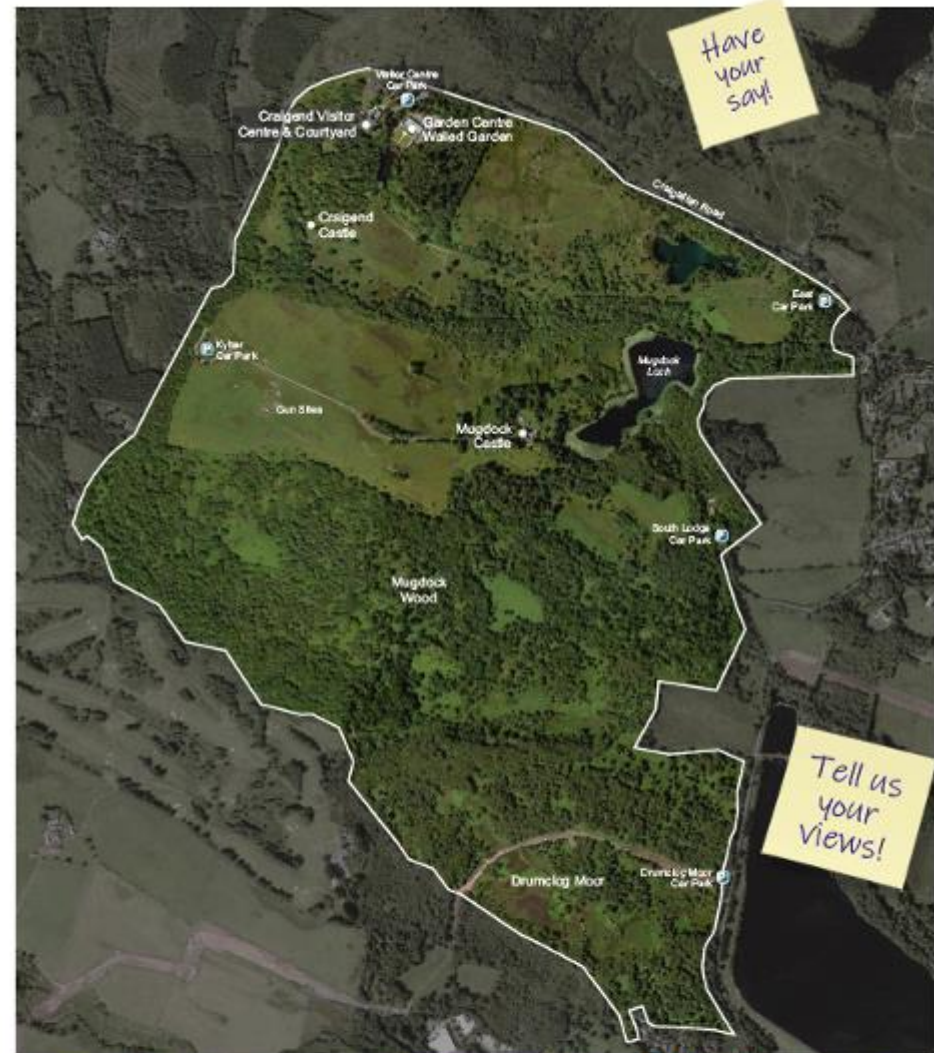 Have
your
say!
Visitor Centre
Car Park
P
Craigend Visitor
Centre & Courtyard
Garden Centre
Walled Garden
Craigallian Road
Craigend
Castle
East
Car Park
P
P
Khyber
Car Park
Mugdock
Loch
Gun Sites
Mugdock
Castle
South Lodge
Car Park
P
Mugdock
Wood
Tell us
your
views!
Drumclog Moor
Drumclog Moor
Car Park
P